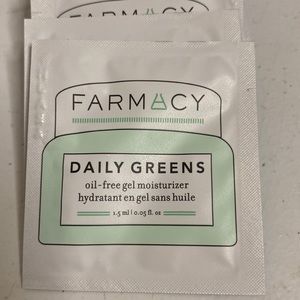 FARMACY
DAILY GREENS
oil-free gel moisturizer
hydratant en gel sans huile
1.5 ml | 0.05 fl. oz